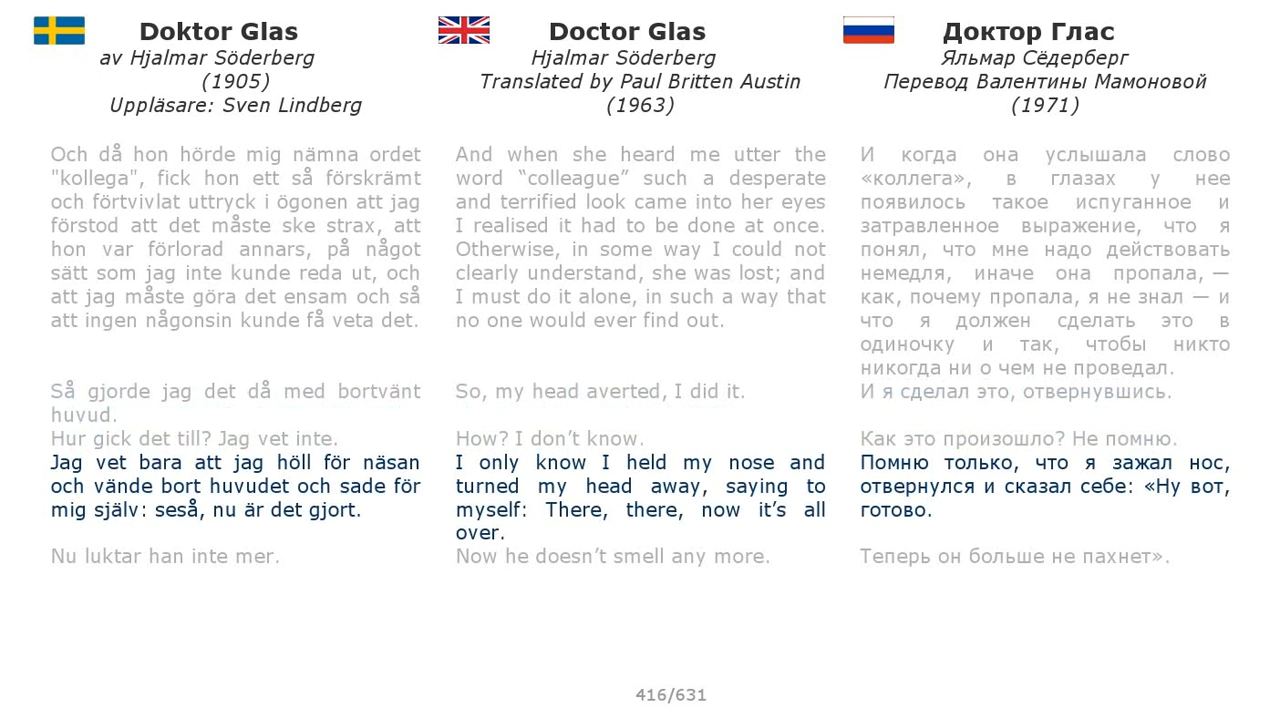 Doktor Glas
av Hjalmar Söderberg
(1905)
Uppläsare: Sven Lindberg
Och då hon hörde mig nämna ordet
"kollega", fick hon ett så förskrämt
och förtvivlat uttryck i ögonen att jag
förstod att det måste ske strax, att
hon var förlorad annars, på något
sätt som jag inte kunde reda ut, och
att jag måste göra det ensam och så
att ingen någonsin kunde få veta det.
Så gjorde jag det då med bortvänt
huvud.
Hur gick det till? Jag vet inte.
Jag vet bara att jag höll för näsan
och vände bort huvudet och sade för
mig själv: seså, nu är det gjort.
Nu luktar han inte mer.
Doctor Glas
Hjalmar Söderberg
Translated by Paul Britten Austin
(1963)
And when she heard me utter the
word “colleague” such a desperate
and terrified look came into her eyes
I realised it had to be done at once.
Otherwise, in some way I could not
clearly understand, she was lost; and
I must do it alone, in such a way that
no one would ever find out.
So, my head averted, I did it.
How? I don’t know.
I only know I held my nose and
turned my head away, saying to
myself: There, there, now it’s all
over.
Now he doesn’t smell any more.
Доктор Глас
Яльмар Сёдерберг
Перевод Валентины Мамоновой
(1971)
И когда она услышала слово
«коллега», в глазах у нее
появилось такое испуганное и
затравленное выражение, что я
понял, что мне надо действовать
немедля, иначе она пропала, —
как, почему пропала, я не знал — и
что я должен сделать это в
одиночку и так, чтобы никто
никогда ни о чем не проведал.
И я сделал это, отвернувшись.
Как это произошло? Не помню.
Помню только, что я зажал нос,
отвернулся и сказал себе: «Ну вот,
готово.
Теперь он больше не пахнет».
416/631